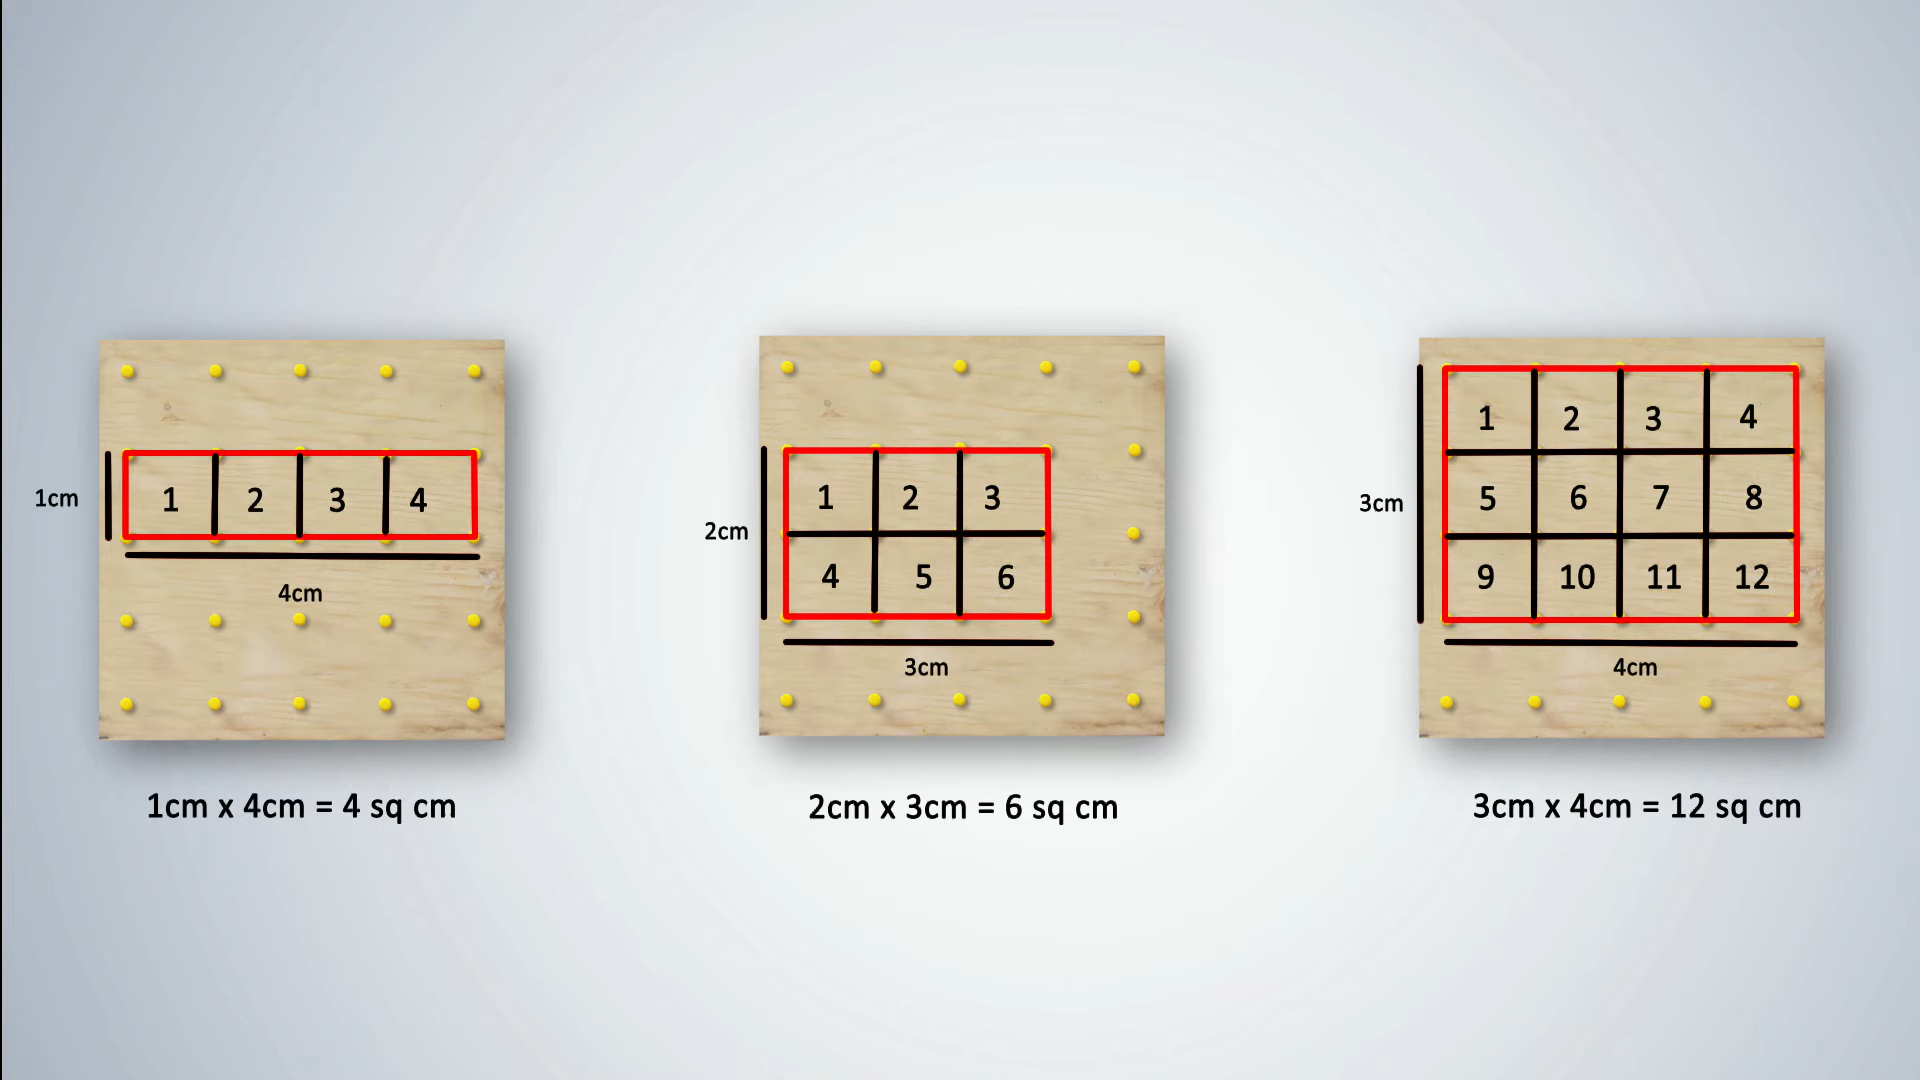 1cm
1 2 3 4
4cm
1cm x 4cm = 4 sq cm
2cm
1 2 3
4 5 6
3cm
2cm x 3cm = 6 sq cm
3cm
1 2 3 4
5 6 7 8
9 10 11 12
4cm
3cm x 4cm = 12 sq cm